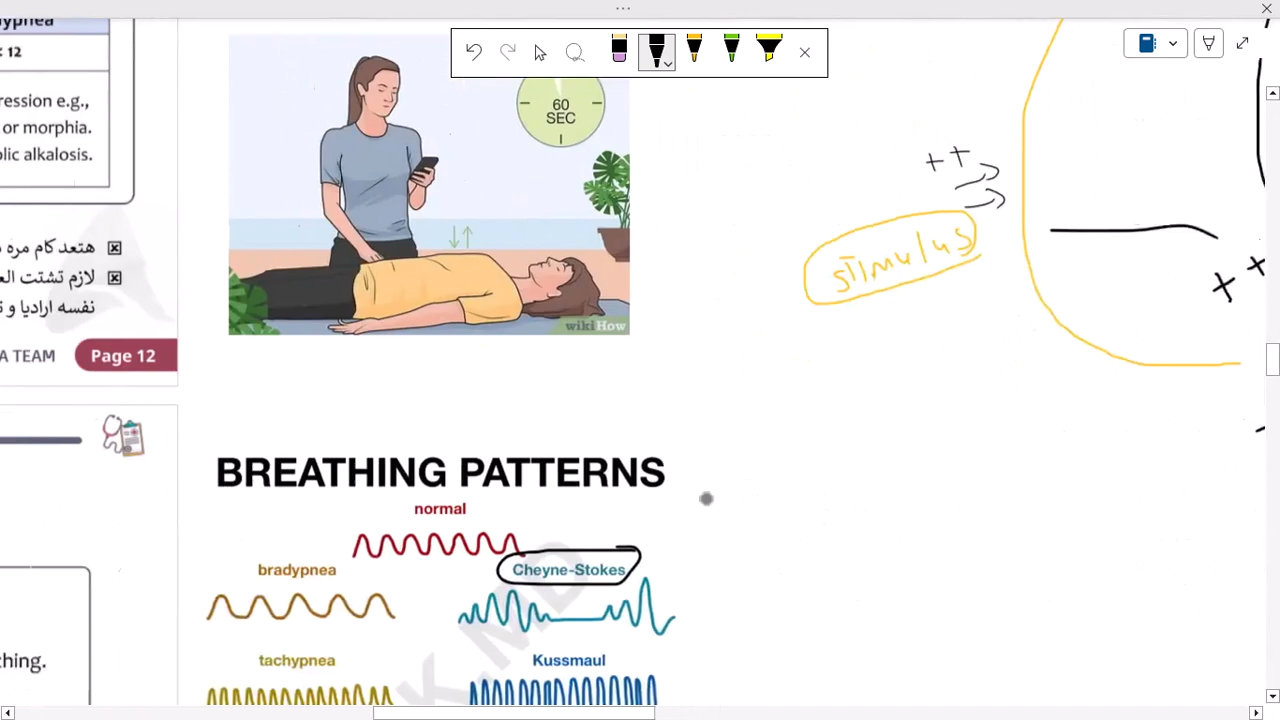 ypnea
< 12
ression e.g.,
or morphia.
olic alkalosis.
هتعد كام مره
لازم تشتت
نفسه اراديا و
A TEAM
Page 12
60
SEC
wikiHow
++
stimulus
+ +
BREATHING PATTERNS
normal
bradypnea
Cheyne-Stokes
tachypnea
Kussmaul
thing.
K.MD